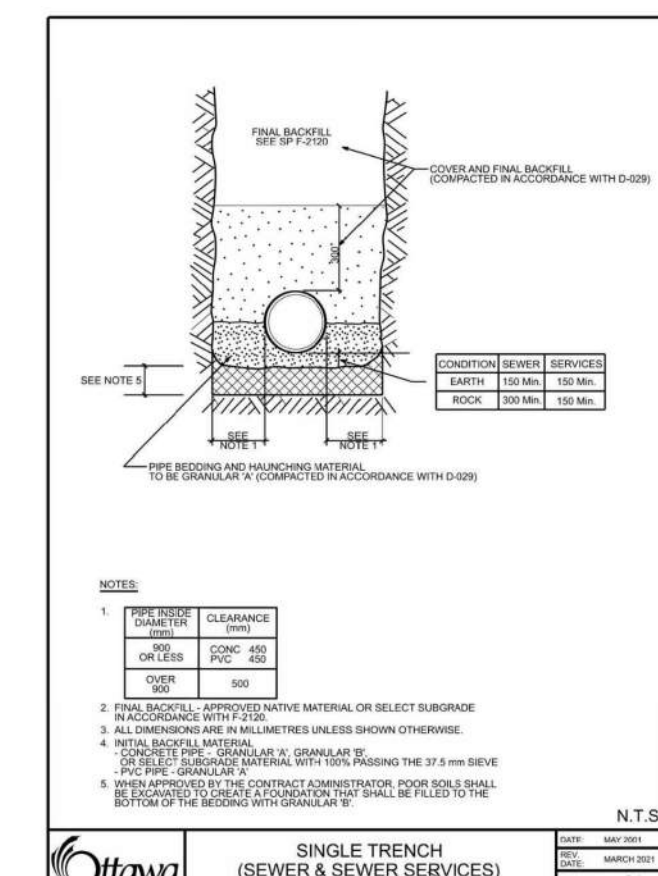 FINAL BACKFILL
SEE SP F-2120
COVER AND FINAL BACKFILL
(COMPACTED IN ACCORDANCE WITH D-029)
300
CONDITION SEWER SERVICES
EARTH 150 Min. 150 Min.
ROCK 300 Min. 150 Min.
SEE NOTE 5
SEE
NOTE 1
SEE
NOTE 1
PIPE BEDDING AND HAUNCHING MATERIAL
TO BE GRANULAR 'A' (COMPACTED IN ACCORDANCE WITH D-029)
NOTES:
1.
PIPE INSIDE
DIAMETER
(mm)
CLEARANCE
(mm)
900
OR LESS
CONC 450
PVC 450
OVER
900
500
2. FINAL BACKFILL - APPROVED NATIVE MATERIAL OR SELECT SUBGRADE
IN ACCORDANCE WITH F-2120.
3. ALL DIMENSIONS ARE IN MILLIMETRES UNLESS SHOWN OTHERWISE.
4. INITIAL BACKFILL MATERIAL
- CONCRETE PIPE - GRANULAR 'A', GRANULAR 'B',
OR SELECT SUBGRADE MATERIAL WITH 100% PASSING THE 37.5 mm SIEVE
- PVC PIPE - GRANULAR 'A'
5. WHEN APPROVED BY THE CONTRACT ADMINISTRATOR, POOR SOILS SHALL
BE EXCAVATED TO CREATE A FOUNDATION THAT SHALL BE FILLED TO THE
BOTTOM OF THE BEDDING WITH GRANULAR 'B'.
N.T.S
Ottawa
SINGLE TRENCH
(SEWER & SEWER SERVICES)
DATE: MAY 2001
REV.
DATE: MARCH 2021